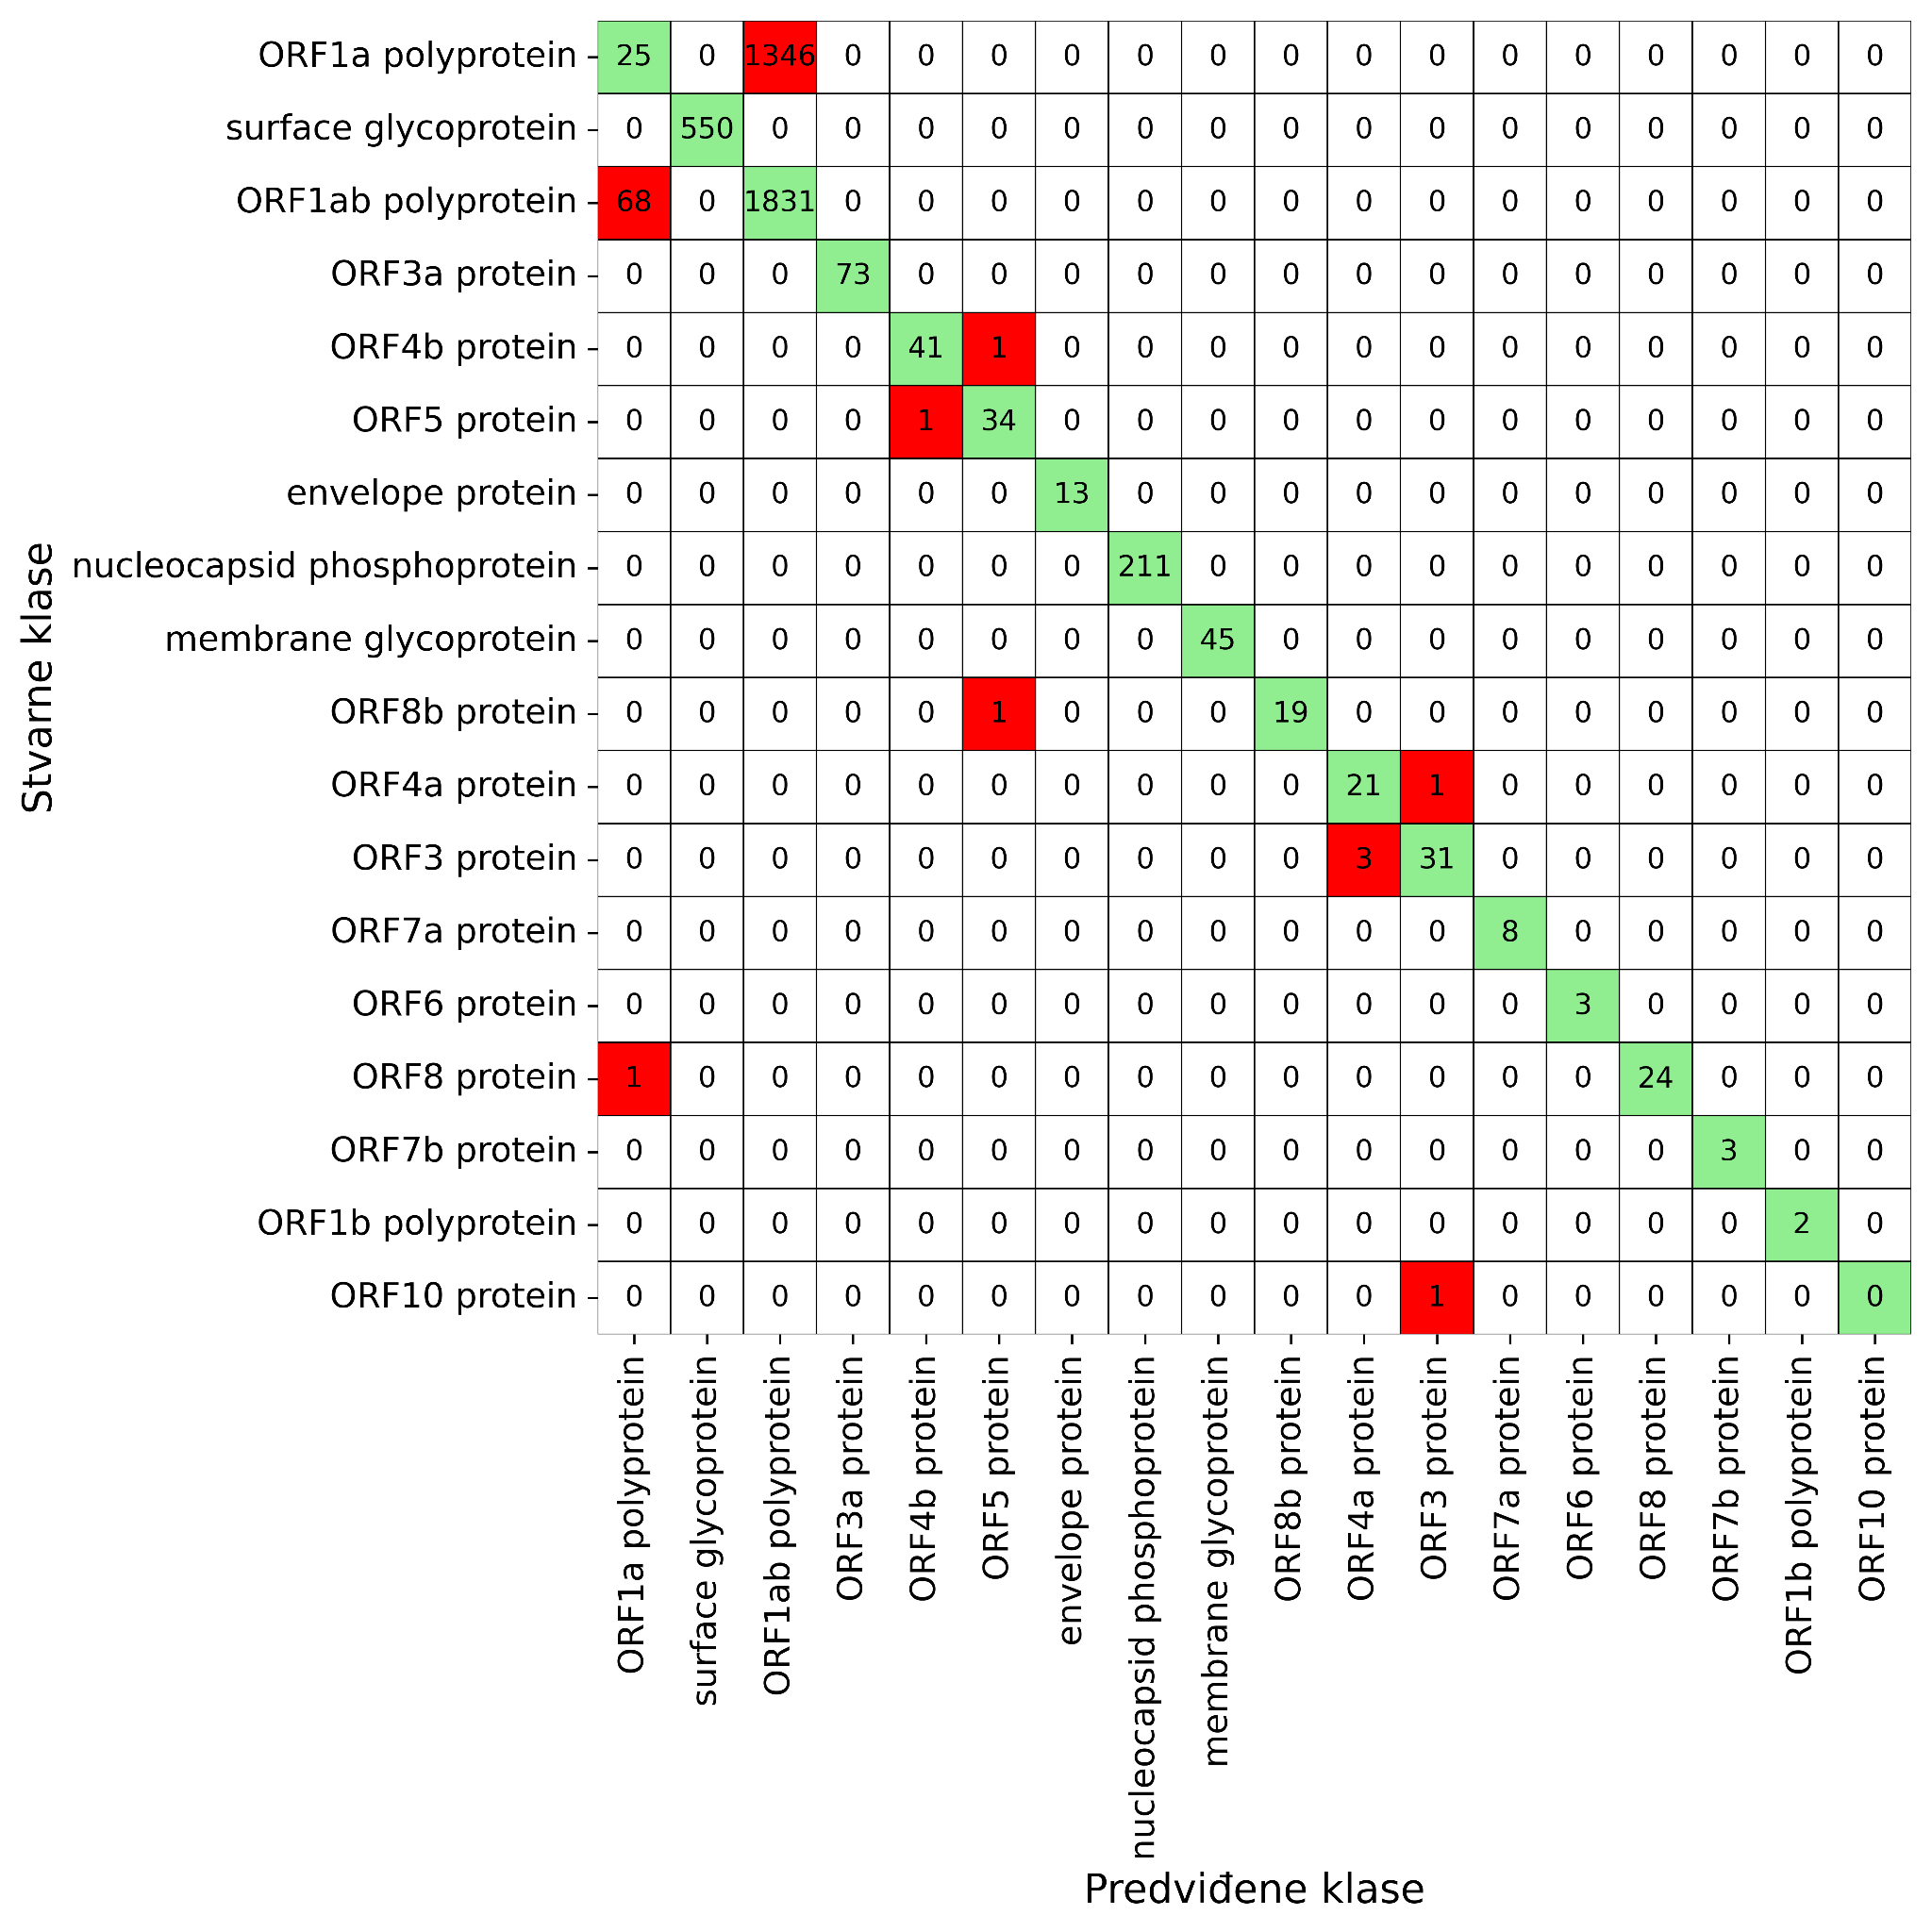 ORF1a polyprotein 25 0 1346 0 0 0 0 0 0 0 0 0 0 0 0 0 0 0
surface glycoprotein 0 550 0 0 0 0 0 0 0 0 0 0 0 0 0 0 0 0
ORF1ab polyprotein 68 0 1831 0 0 0 0 0 0 0 0 0 0 0 0 0 0 0
ORF3a protein 0 0 0 73 0 0 0 0 0 0 0 0 0 0 0 0 0 0
ORF4b protein 0 0 0 0 41 1 0 0 0 0 0 0 0 0 0 0 0 0
ORF5 protein 0 0 0 0 1 34 0 0 0 0 0 0 0 0 0 0 0 0
envelope protein 0 0 0 0 0 0 13 0 0 0 0 0 0 0 0 0 0 0
nucleocapsid phosphoprotein 0 0 0 0 0 0 0 211 0 0 0 0 0 0 0 0 0 0
membrane glycoprotein 0 0 0 0 0 0 0 0 45 0 0 0 0 0 0 0 0 0
ORF8b protein 0 0 0 0 0 1 0 0 0 19 0 0 0 0 0 0 0 0
ORF4a protein 0 0 0 0 0 0 0 0 0 0 21 1 0 0 0 0 0 0
ORF3 protein 0 0 0 0 0 0 0 0 0 0 3 31 0 0 0 0 0 0
ORF7a protein 0 0 0 0 0 0 0 0 0 0 0 0 8 0 0 0 0 0
ORF6 protein 0 0 0 0 0 0 0 0 0 0 0 0 0 3 0 0 0 0
ORF8 protein 1 0 0 0 0 0 0 0 0 0 0 0 0 0 24 0 0 0
ORF7b protein 0 0 0 0 0 0 0 0 0 0 0 0 0 0 0 3 0 0
ORF1b polyprotein 0 0 0 0 0 0 0 0 0 0 0 0 0 0 0 0 2 0
ORF10 protein 0 0 0 0 0 0 0 0 0 0 0 1 0 0 0 0 0 0
Stvarne klase
ORF1a polyprotein
surface glycoprotein
ORF1ab polyprotein
ORF3a protein
ORF4b protein
ORF5 protein
envelope protein
nucleocapsid phosphoprotein
membrane glycoprotein
ORF8b protein
ORF4a protein
ORF3 protein
ORF7a protein
ORF6 protein
ORF8 protein
ORF7b protein
ORF1b polyprotein
ORF10 protein
Predviđene klase